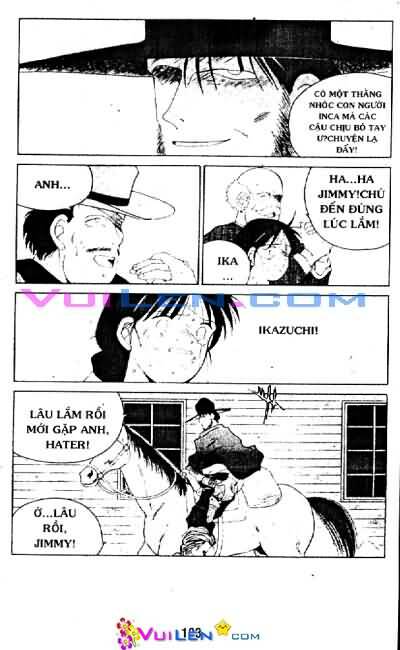 CÓ MỘT THẰNG
NHÓC CON NGƯỜI
INCA MÀ CÁC
CẬU CHỊU BÓ TAY
Ư?CHUYỆN LẠ
ĐẤY!
ANH...
HA...HA
JIMMY!CHÚ
ĐẾN ĐÚNG
LÚC LẮM!
IKA
...
VUILEN.COM
IKAZUCHI!
LÂU LẮM RỒI
MỚI GẶP ANH,
HATER!
Ở...LÂU
RỒI,
JIMMY!
VUILEN
.COM